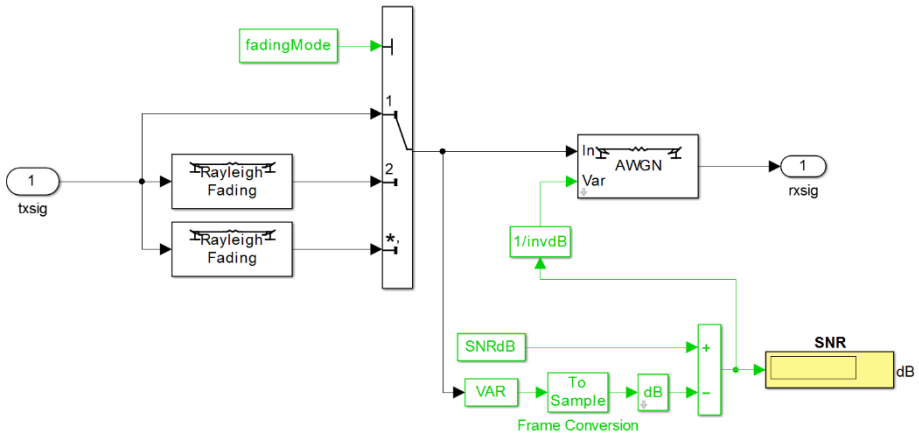 fadingMode
1
2
*,
1
txsig
Rayleigh
Fading
Rayleigh
Fading
In
AWGN
Var
1
rxsig
1/invdB
SNRdB
+
−
SNR
dB
VAR
To
Sample
dB
Frame Conversion